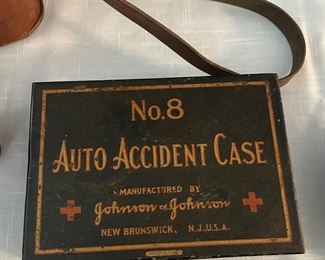 No.8
AUTO ACCIDENT CASE
MANUFACTURED BY
Johnson & Johnson
NEW BRUNSWICK, N.J., U.S.A.